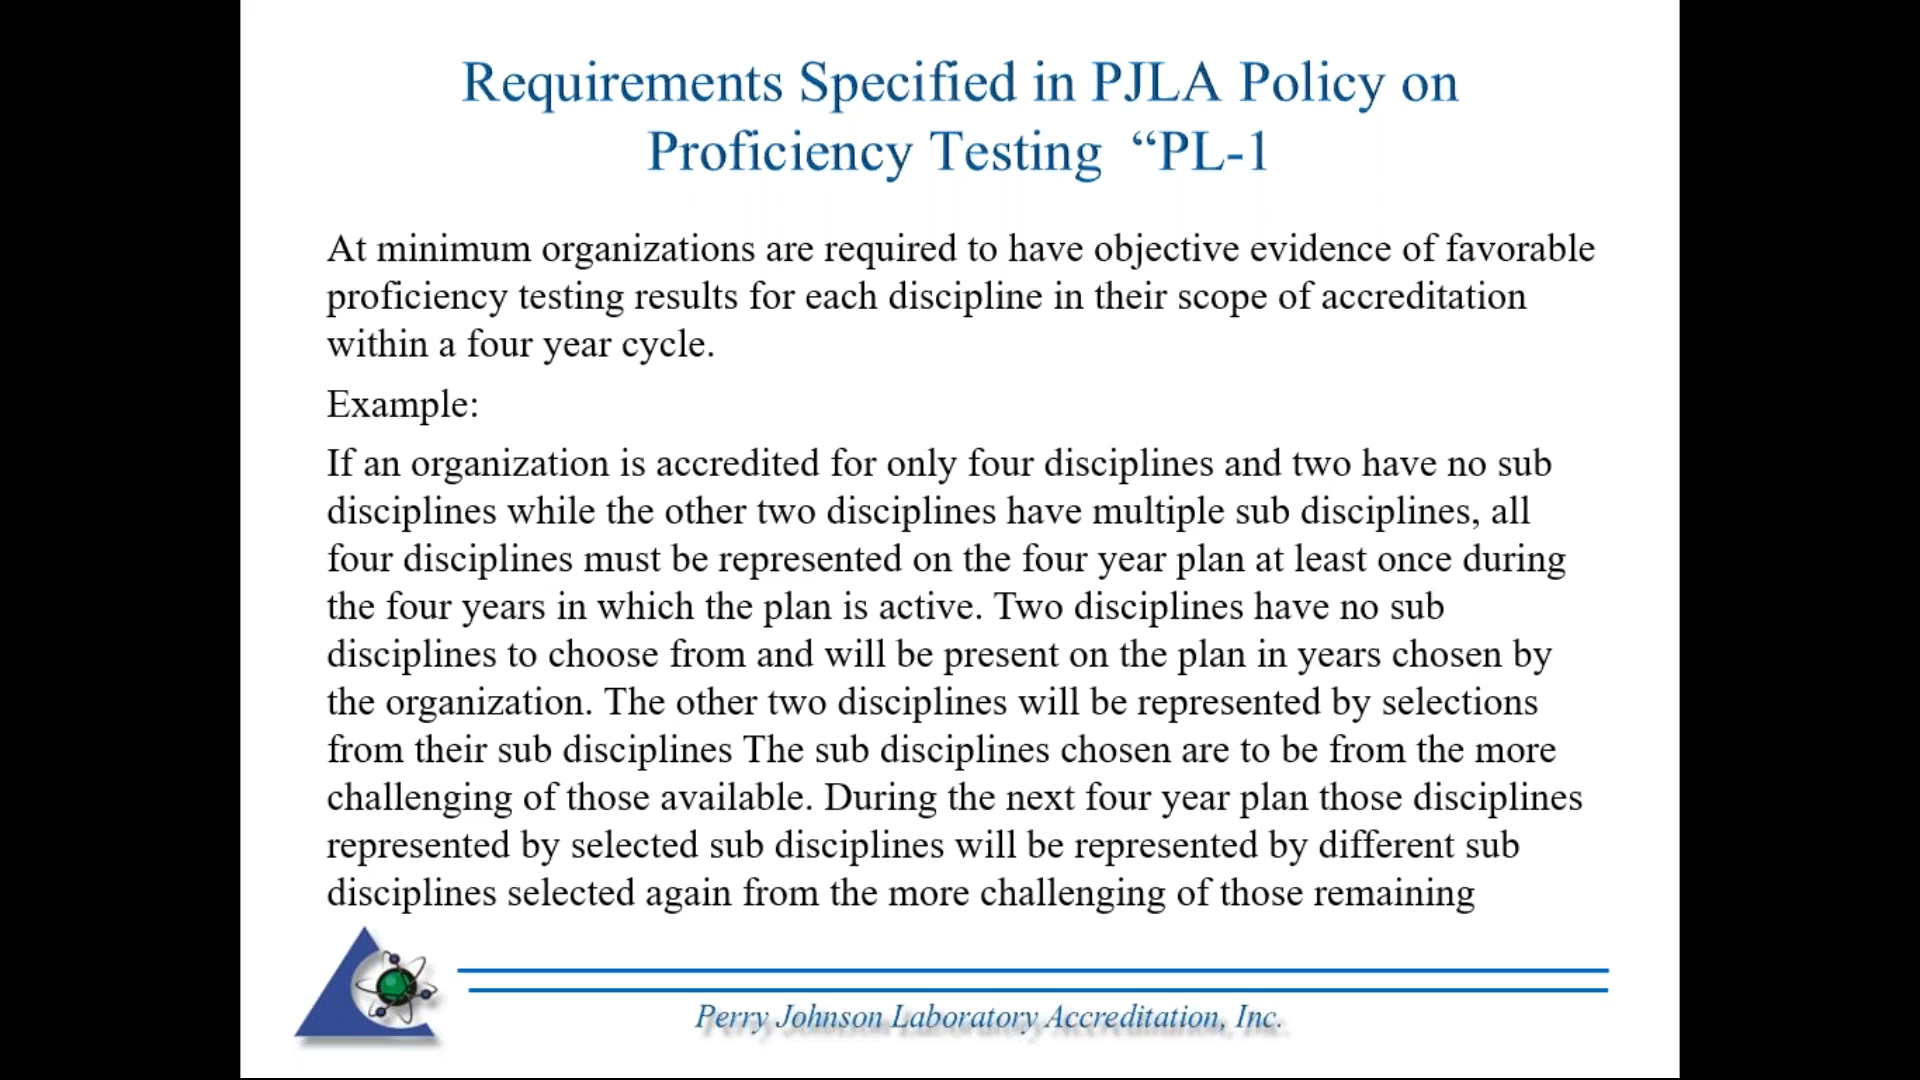 Requirements Specified in PJLA Policy on
Proficiency Testing  “PL-1
At minimum organizations are required to have objective evidence of favorable
proficiency testing results for each discipline in their scope of accreditation
within a four year cycle.
Example:
If an organization is accredited for only four disciplines and two have no sub
disciplines while the other two disciplines have multiple sub disciplines, all
four disciplines must be represented on the four year plan at least once during
the four years in which the plan is active. Two disciplines have no sub
disciplines to choose from and will be present on the plan in years chosen by
the organization. The other two disciplines will be represented by selections
from their sub disciplines The sub disciplines chosen are to be from the more
challenging of those available. During the next four year plan those disciplines
represented by selected sub disciplines will be represented by different sub
disciplines selected again from the more challenging of those remaining
Perry Johnson Laboratory Accreditation, Inc.